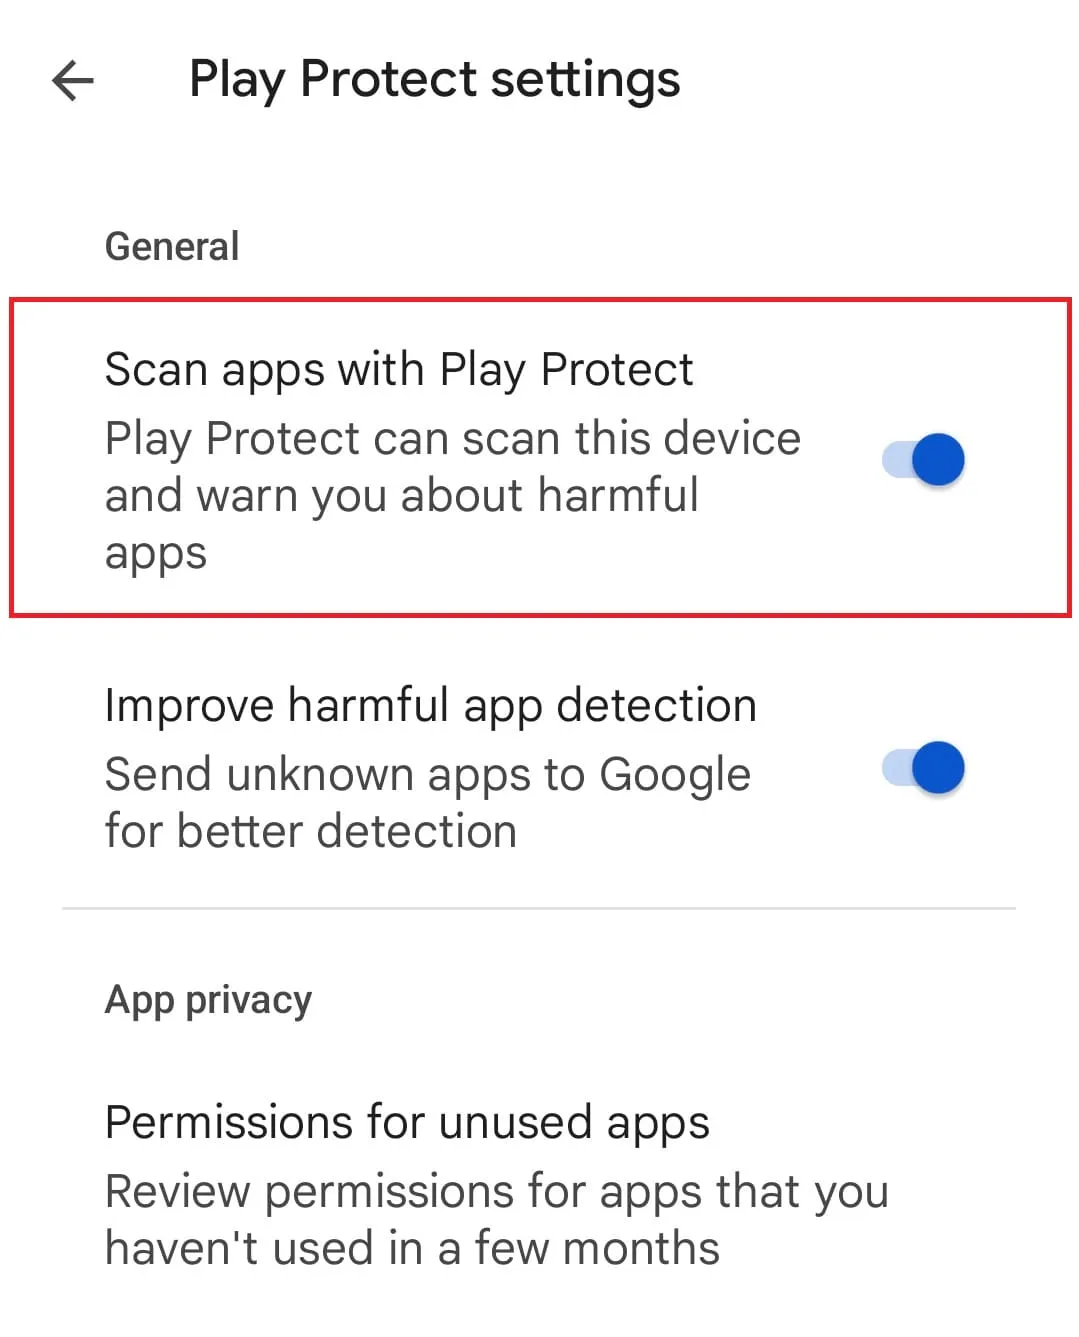 Play Protect settings
General
Scan apps with Play Protect
Play Protect can scan this device
and warn you about harmful
apps
Improve harmful app detection
Send unknown apps to Google
for better detection
App privacy
Permissions for unused apps
Review permissions for apps that you
haven't used in a few months